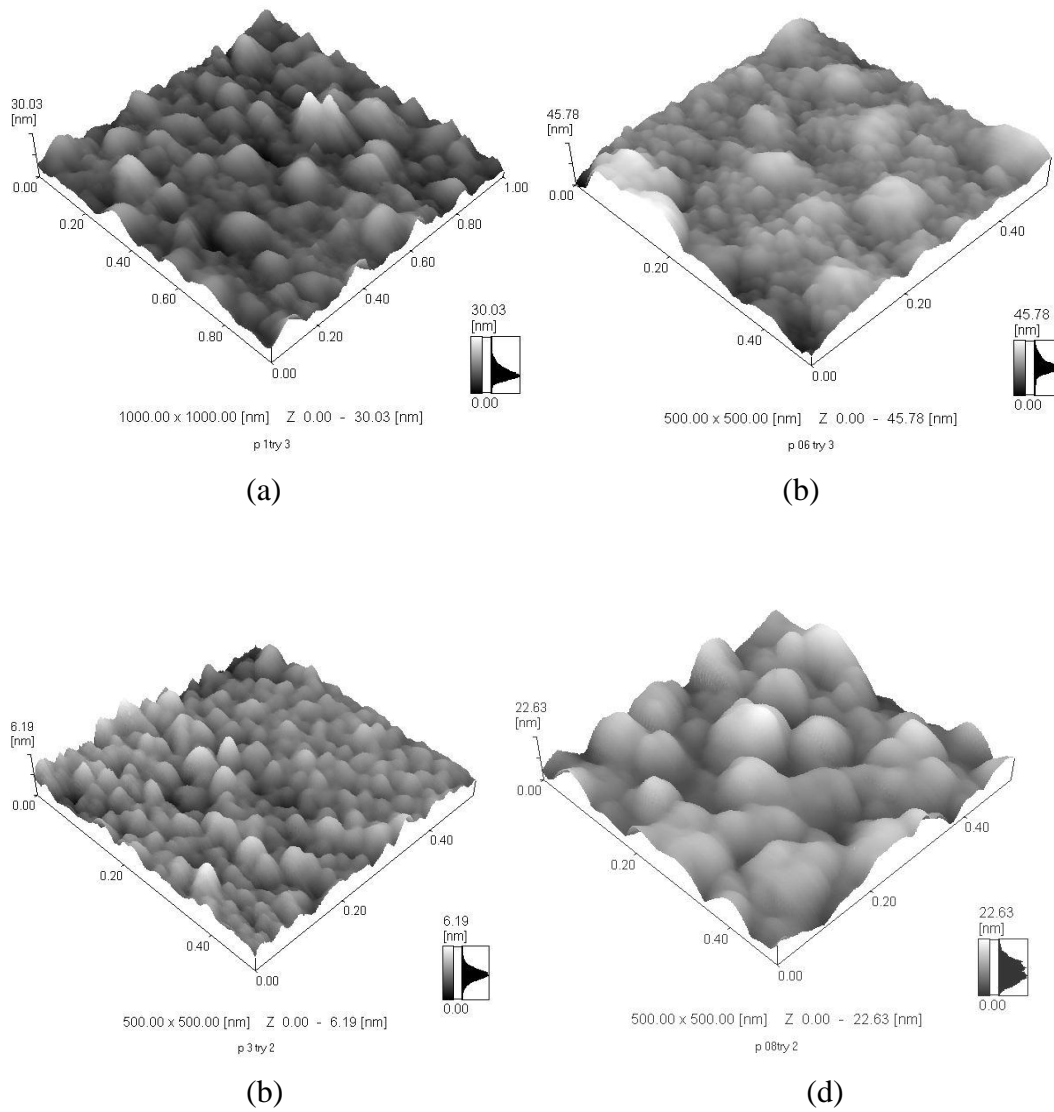 30.03
[nm]
0.00
0.20
0.40
0.60
0.80
0.00
0.20
0.40
0.60
0.80
1.00
30.03
[nm]
0.00
1000.00 x 1000.00 [nm] Z 0.00 - 30.03 [nm]
p 1try 3
(a)
45.78
[nm]
0.00
0.20
0.40
0.00
0.20
0.40
45.78
[nm]
0.00
500.00 x 500.00 [nm] Z 0.00 - 45.78 [nm]
p 06 try 3
(b)
6.19
[nm]
0.00
0.20
0.40
0.00
0.20
0.40
6.19
[nm]
0.00
500.00 x 500.00 [nm] Z 0.00 - 6.19 [nm]
p 3 try 2
(b)
22.63
[nm]
0.00
0.20
0.40
0.00
0.20
0.40
22.63
[nm]
0.00
500.00 x 500.00 [nm] Z 0.00 - 22.63 [nm]
p 08try 2
(d)